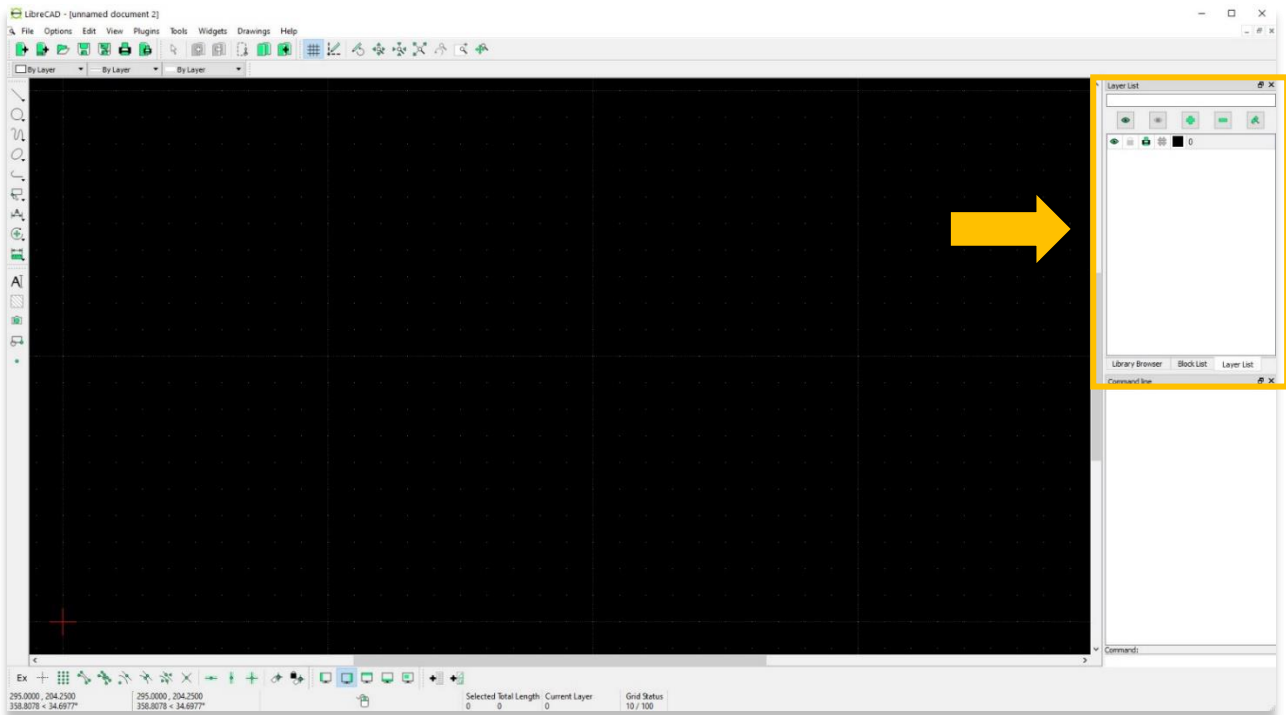 LibreCAD - [unnamed document 2]
File Options Edit View Plugins Tools Widgets Drawings Help
By Layer By Layer By Layer
Layer List
0
Library Browser Block List Layer List
Command line
Command:
Ex
295.0000 , 204.2500 295.0000 , 204.2500 Selected Total Length Current Layer Grid Status
358.8078 < 34.6977° 358.8078 < 34.6977° 0 0 0 10 / 100